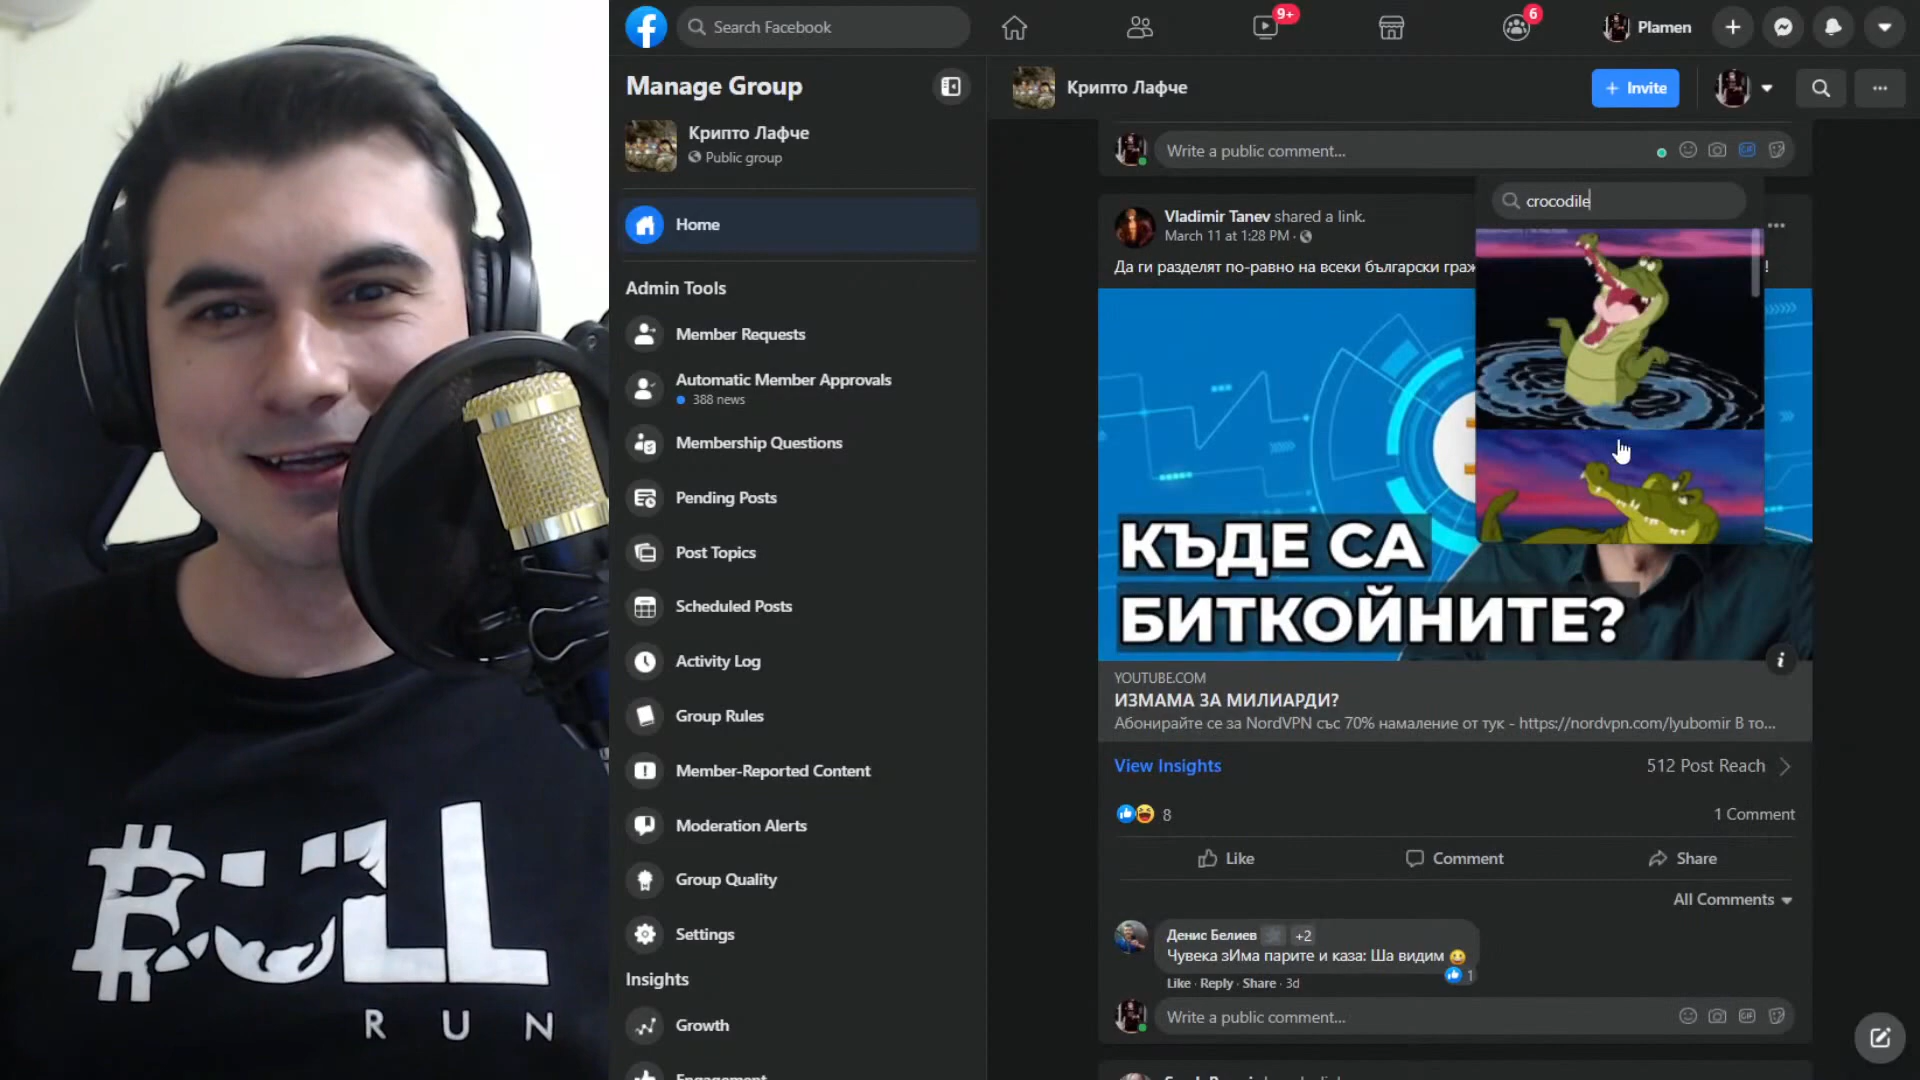 BULL
RUN
Search Facebook
9+
6
Plamen
Manage Group
Крипто Лафче
Public group
Home
Admin Tools
Member Requests
Automatic Member Approvals
388 news
Membership Questions
Pending Posts
Post Topics
Scheduled Posts
Activity Log
Group Rules
Member-Reported Content
Moderation Alerts
Group Quality
Settings
Insights
Growth
Engagement
Крипто Лафче
+ Invite
Write a public comment...
GIF
crocodile
Vladimir Tanev shared a link.
March 11 at 1:28 PM ·
Да ги разделят по-равно на всеки български граж
!
КЪДЕ СА
БИТКОЙНИТЕ?
YOUTUBE.COM
ИЗМАМА ЗА МИЛИАРДИ?
Абонирайте се за NordVPN със 70% намаление от тук - https://nordvpn.com/lyubomir В то...
View Insights
512 Post Reach
8
1 Comment
Like
Comment
Share
All Comments
Денис Белиев +2
Чувека зИма парите и каза: Ша видим
1
Like · Reply · Share · 3d
Write a public comment...
GIF